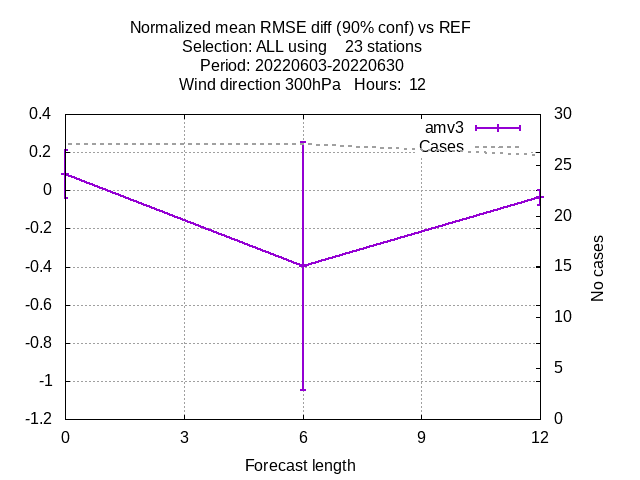 Normalized mean RMSE diff (90% conf) vs REF
Selection: ALL using    23 stations
Period: 20220603-20220630
Wind direction 300hPa   Hours:  12
amv3
Cases
0.4
0.2
0
-0.2
-0.4
-0.6
-0.8
-1
-1.2
30
25
20
15
10
5
0
No cases
0 3 6 9 12
Forecast length